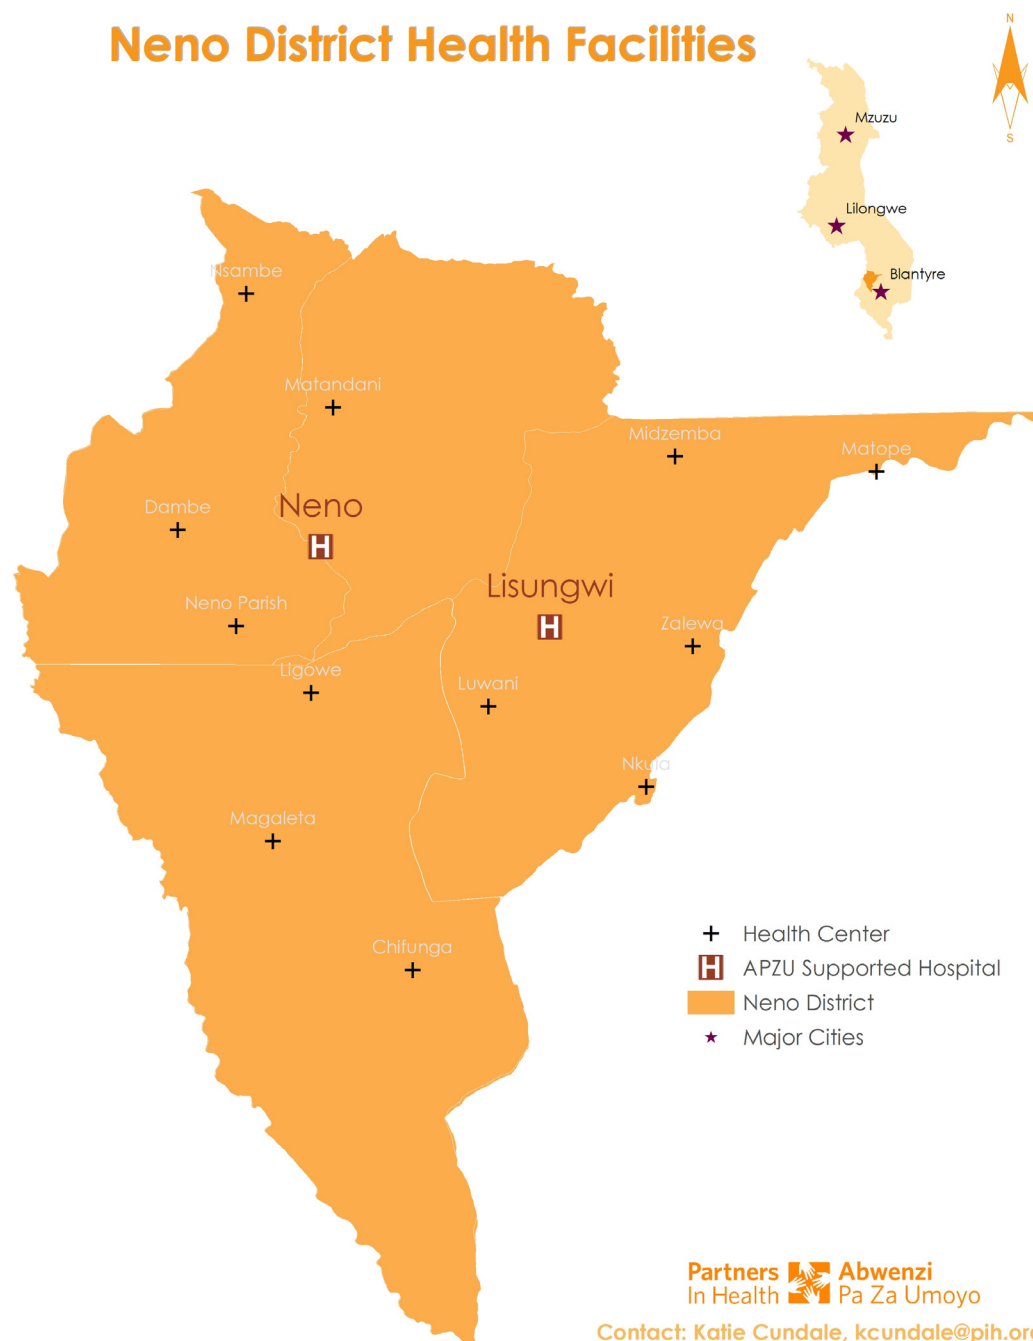 Neno District Health Facilities
N
S
Mzuzu
Lilongwe
Blantyre
Nsambe
Matandani
Midzemba
Matope
Dambe
Neno
H
Lisungwi
H
Neno Parish
Zalewa
Ligowe
Luwani
Nkula
Magaleta
Chifunga
Health Center
H APZU Supported Hospital
Neno District
Major Cities
Partners In Health
Abwenzi Pa Za Umoyo
Contact: Katie Cundale, kcundale@pih.org